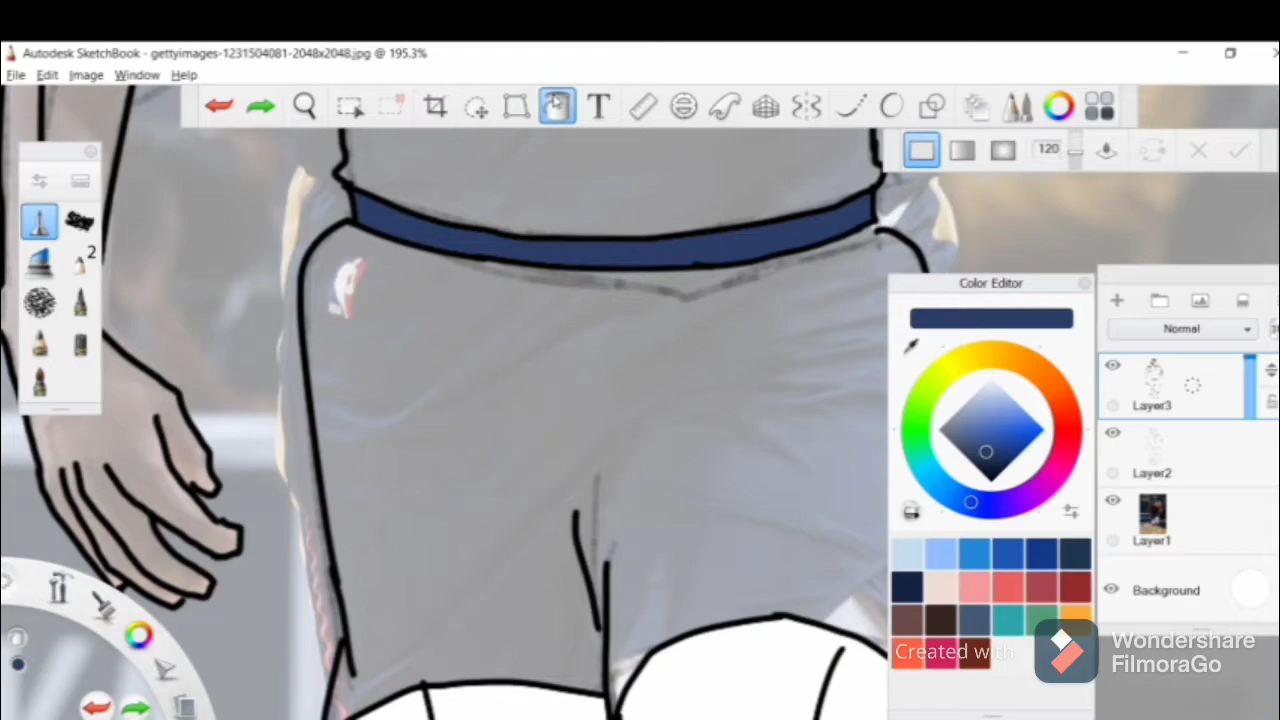 Autodesk SketchBook - gettyimages-1231504081-2048x2048.jpg @ 195.3%
File Edit Image Window Help
T
120
2
Color Editor
Normal
Layer3
Layer2
Layer1
Background
Created with
Wondershare
FilmoraGo